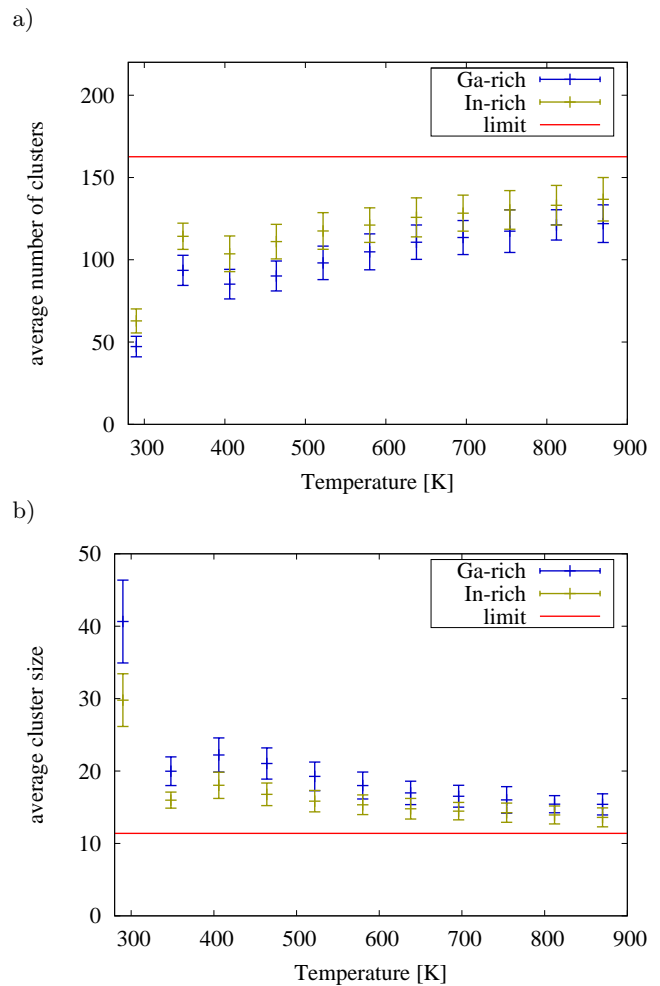 a)
average number of clusters
200
150
100
50
0
Ga-rich
In-rich
limit
300 400 500 600 700 800 900
Temperature [K]
b)
average cluster size
50
40
30
20
10
0
Ga-rich
In-rich
limit
300 400 500 600 700 800 900
Temperature [K]